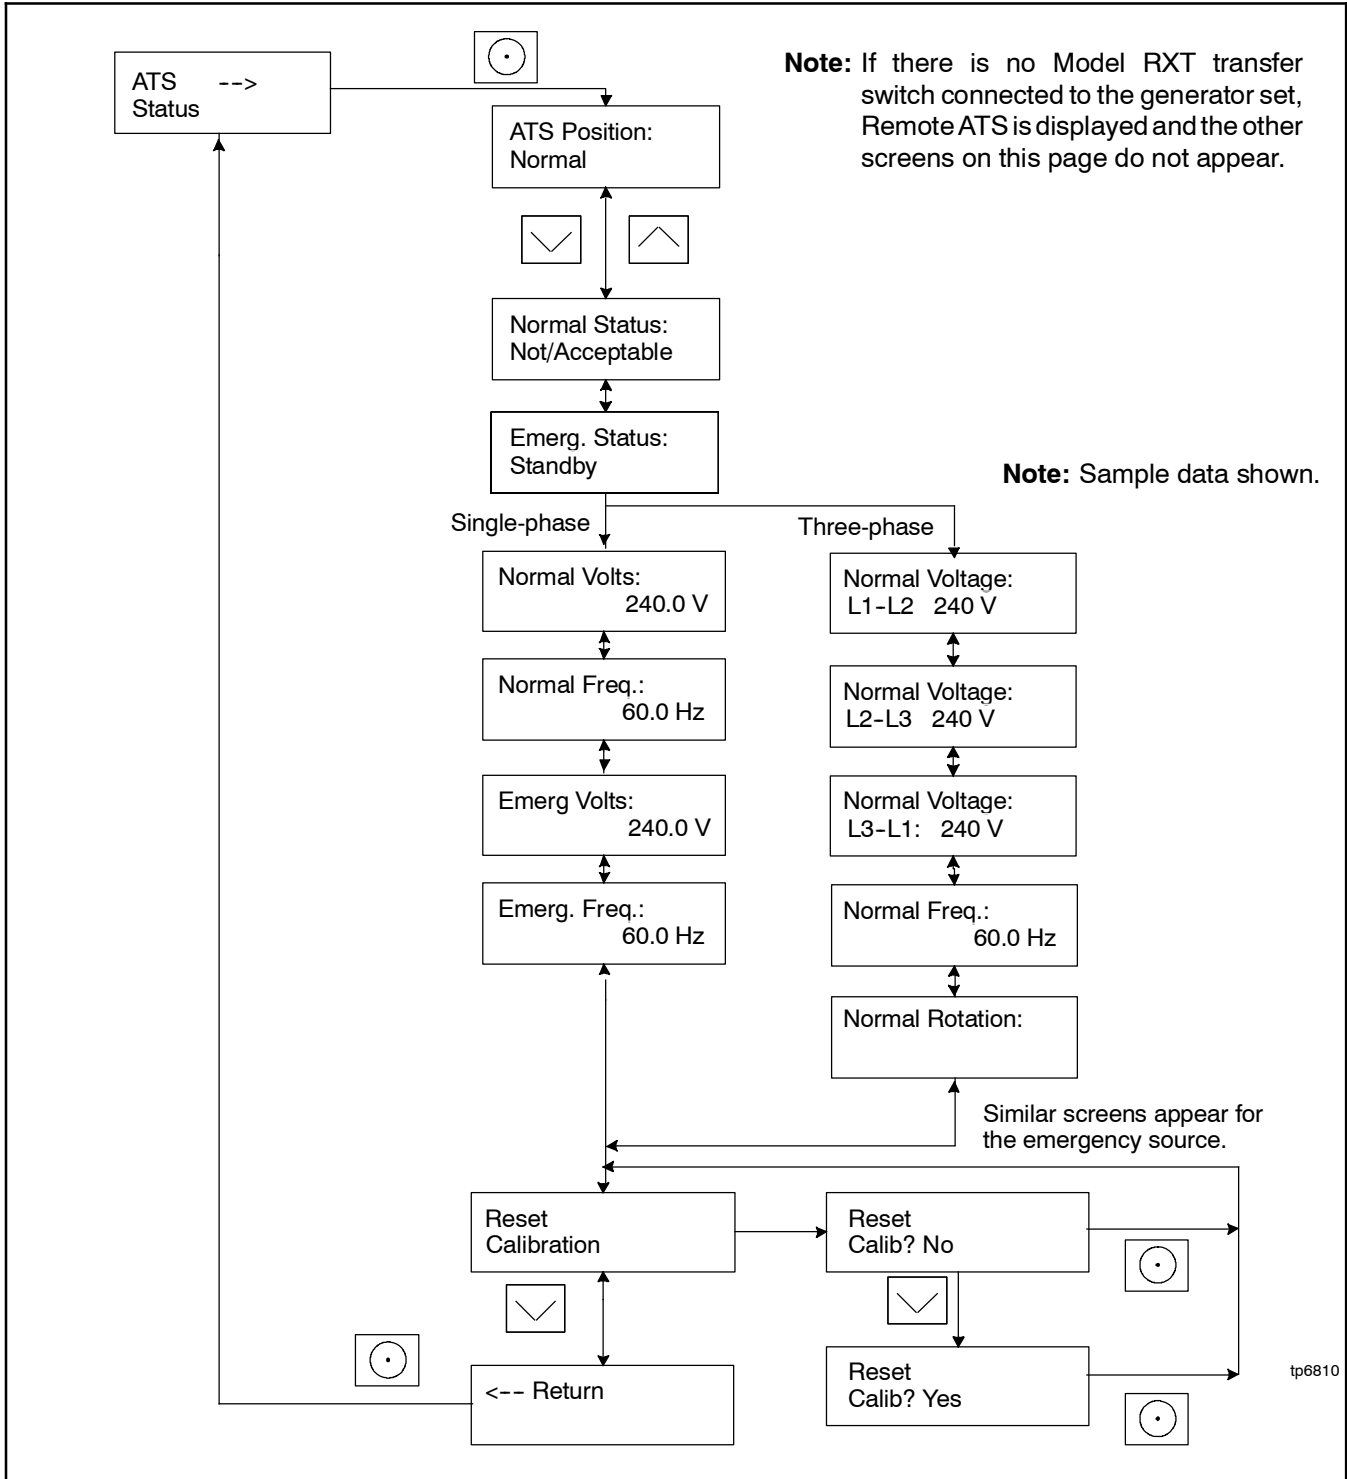 ATS -->
Status
Note: If there is no Model RXT transfer
switch connected to the generator set,
Remote ATS is displayed and the other
screens on this page do not appear.
ATS Position:
Normal
Normal Status:
Not/Acceptable
Emerg. Status:
Standby
Note: Sample data shown.
Single-phase
Three-phase
Normal Volts:
240.0 V
Normal Freq.:
60.0 Hz
Emerg Volts:
240.0 V
Emerg. Freq.:
60.0 Hz
Normal Voltage:
L1-L2 240 V
Normal Voltage:
L2-L3 240 V
Normal Voltage:
L3-L1: 240 V
Normal Freq.:
60.0 Hz
Normal Rotation:
Similar screens appear for
the emergency source.
Reset
Calibration
Reset
Calib? No
<-- Return
Reset
Calib? Yes
tp6810